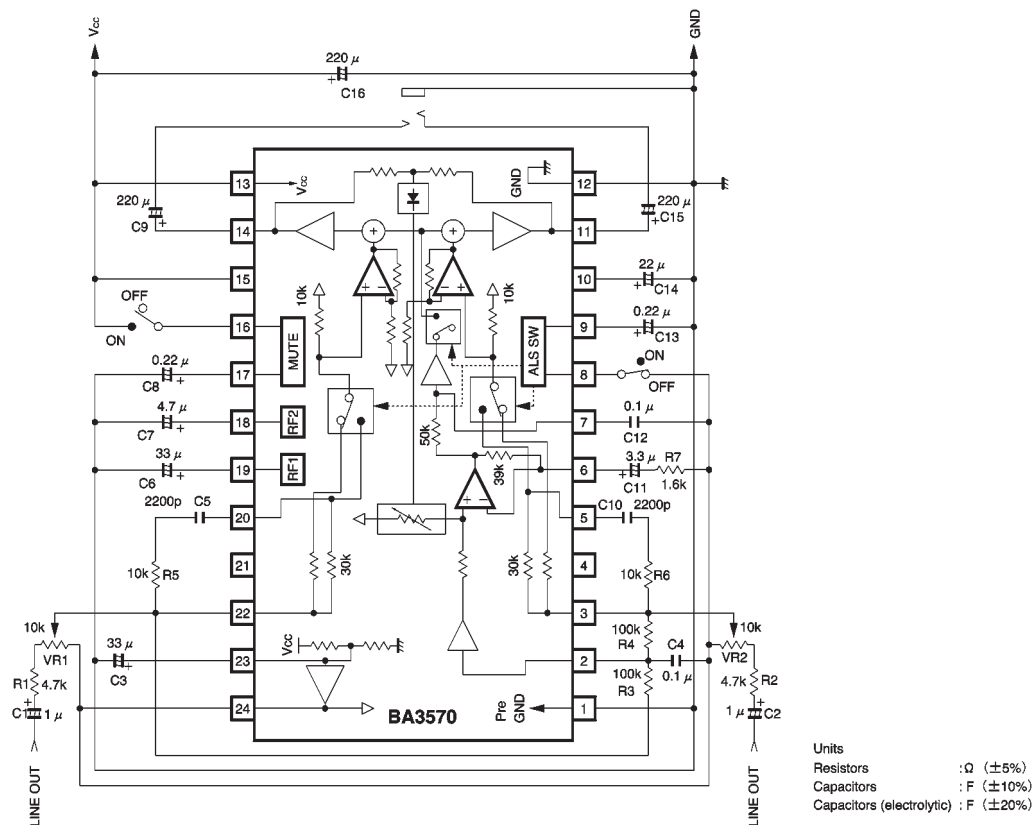 Vcc
GND
220 μ
+
C16
13
Vcc
GND
12
220 μ
+
C9
14
220 μ
+
C15
11
15
10k
10k
10
22 μ
+
C14
OFF
ON
16
MUTE
ALS SW
9
0.22 μ
+
C13
0.22 μ
+
C8
17
8
ON
OFF
4.7 μ
+
C7
18
RF2
50k
7
0.1 μ
C12
33 μ
+
C6
19
RF1
39k
6
3.3 μ
+
C11
R7
1.6k
2200p
C5
20
5
C10
2200p
21
30k
30k
4
10k
R5
10k
R6
22
3
10k
VR1
10k
VR2
100k
R4
C4
0.1 μ
33 μ
+
C3
23
Vcc
2
100k
R3
R1
4.7k
4.7k
R2
C1
+
1 μ
24
BA3570
Pre
GND
1
1 μ
+
C2
LINE OUT
LINE OUT
Units
Resistors : Ω (±5%)
Capacitors : F (±10%)
Capacitors (electrolytic) : F (±20%)